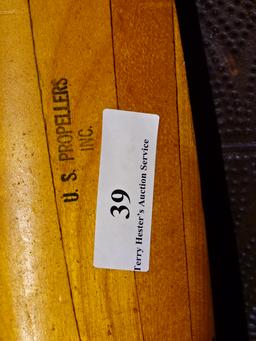 U. S. PROPELLERS
INC.
39
Terry Hester's Auction Service